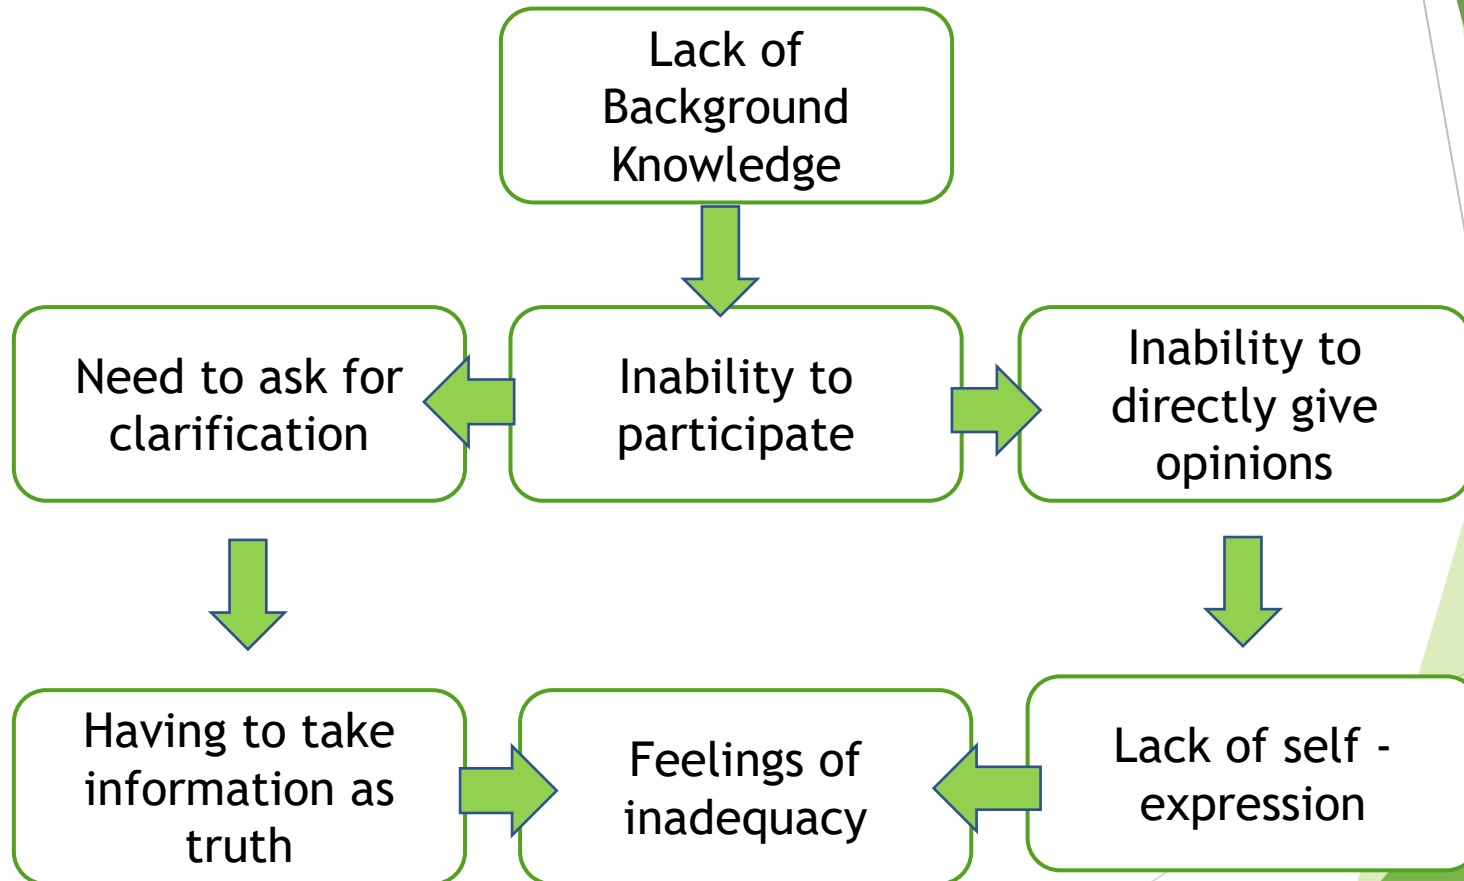 Lack of
Background
Knowledge
Need to ask for
clarification
Inability to
participate
Inability to
directly give
opinions
Having to take
information as
truth
Feelings of
inadequacy
Lack of self -
expression